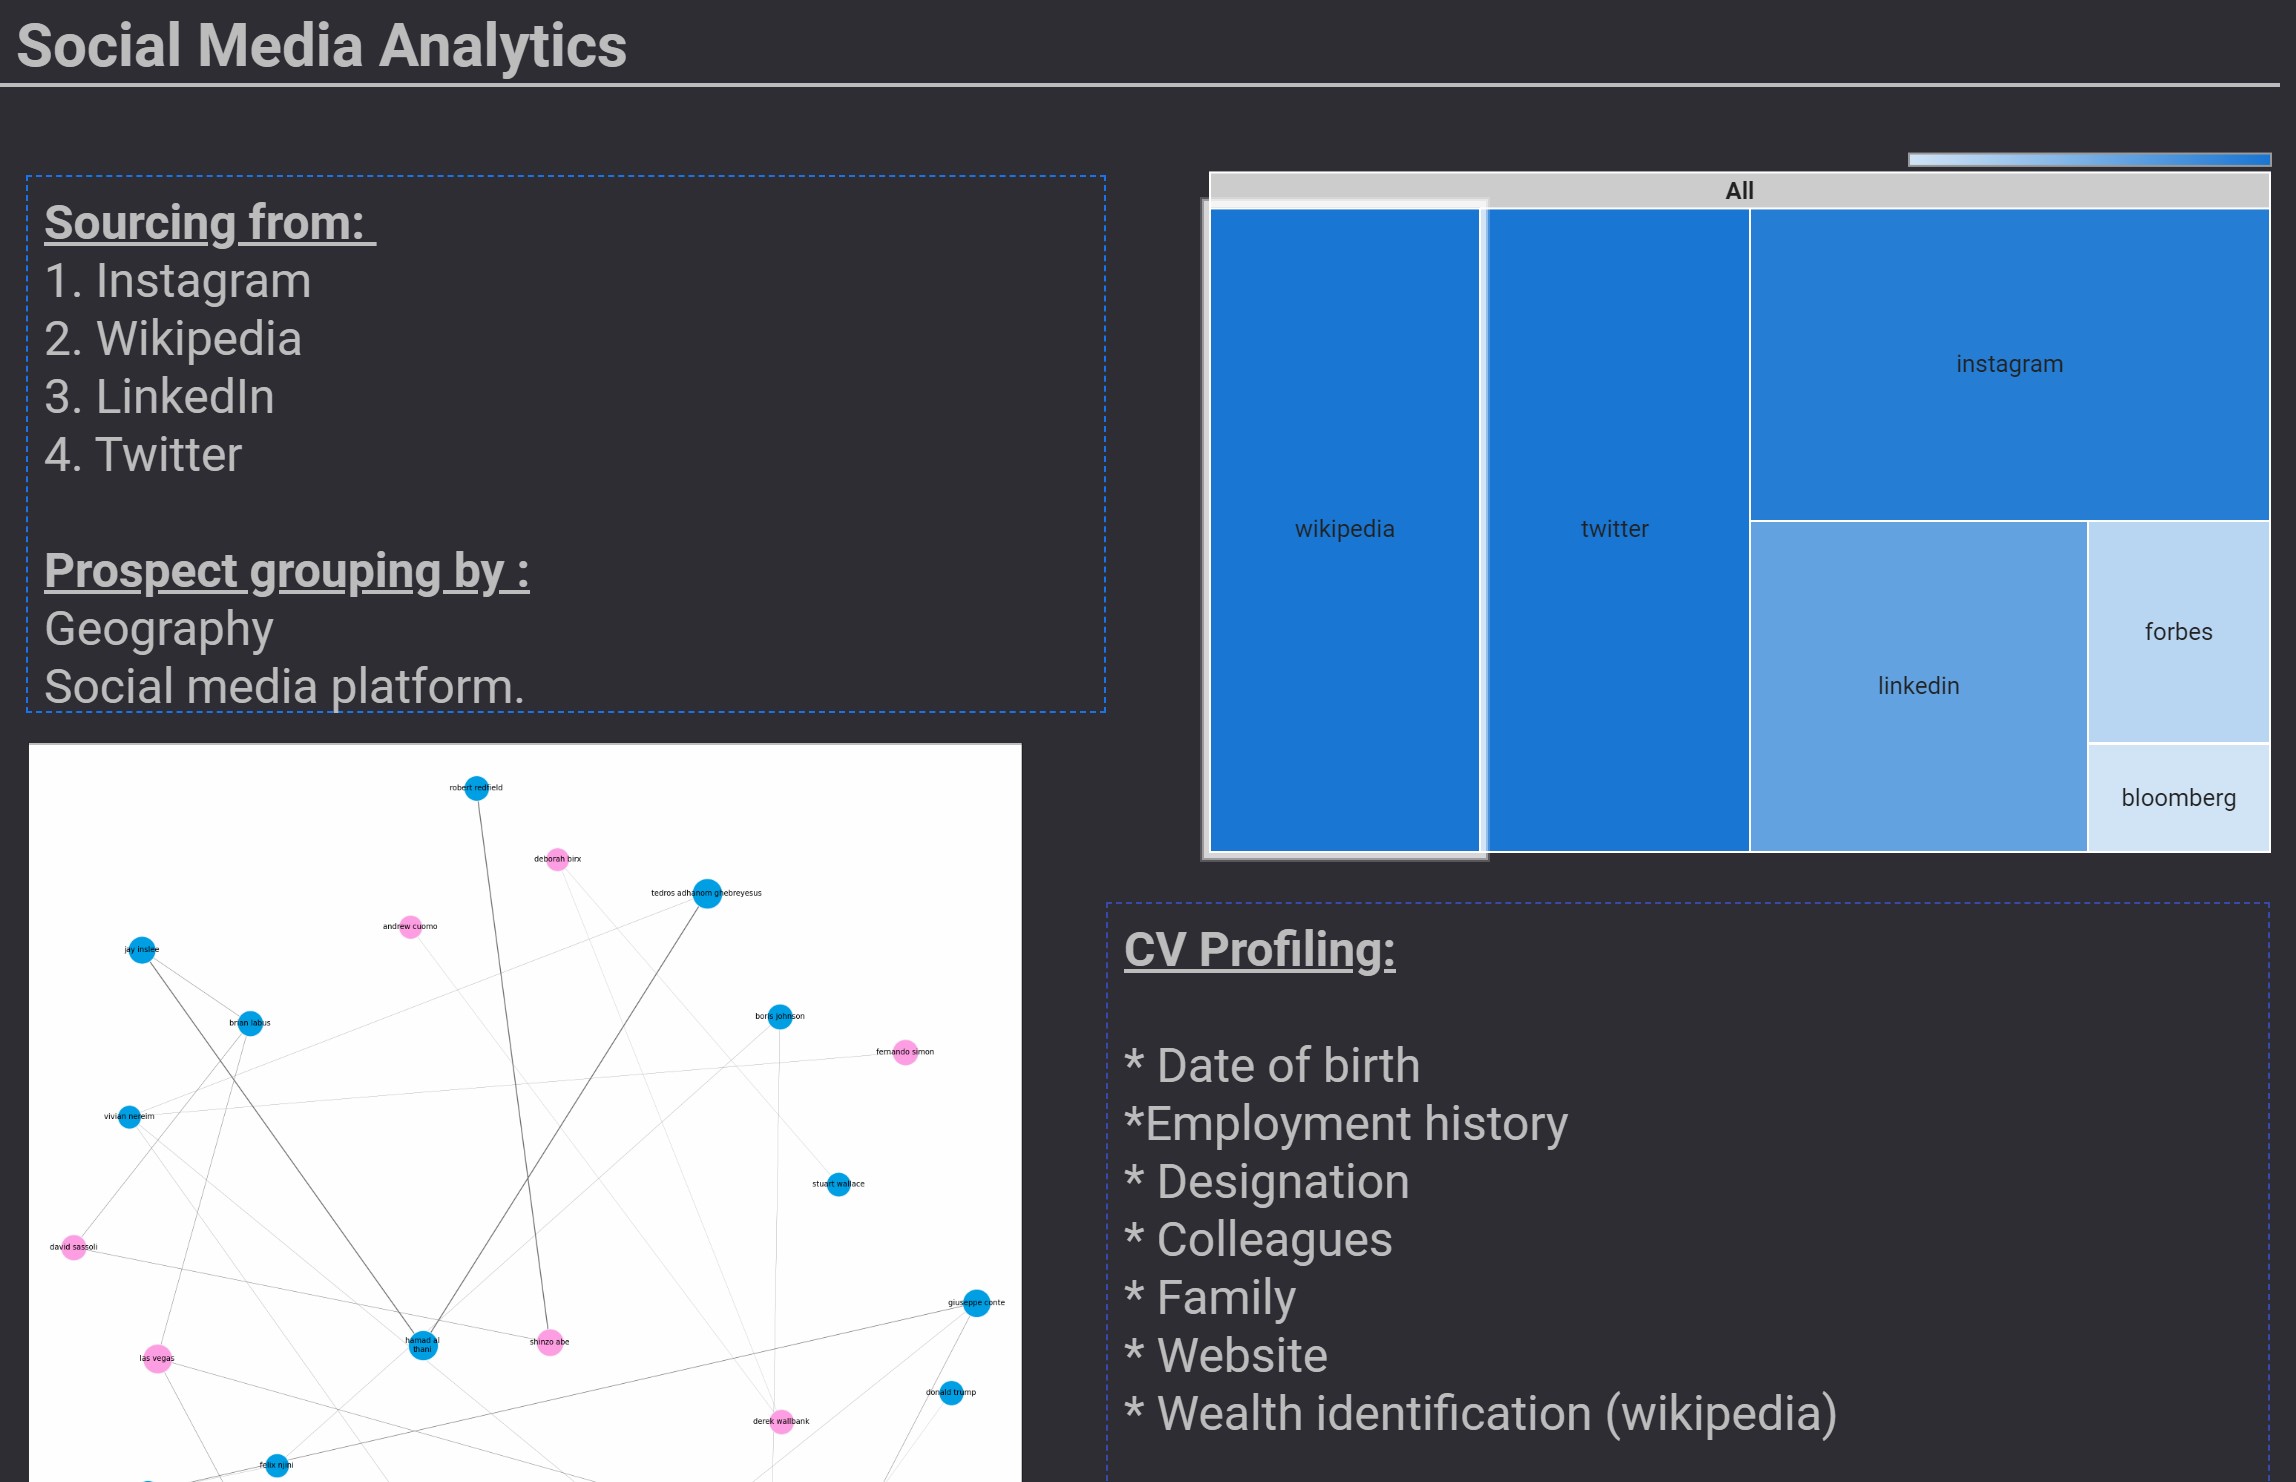 Social Media Analytics
Sourcing from:
1. Instagram
2. Wikipedia
3. LinkedIn
4. Twitter
Prospect grouping by :
Geography
Social media platform.
All
wikipedia
twitter
instagram
linkedin
forbes
bloomberg
robert redfield
deborah birx
tedros adhanom ghebreyesus
andrew cuomo
jay inslee
brian labus
boris johnson
fernando simon
vivian nereim
stuart wallace
david sassoli
giuseppe conte
hamad al
thani
shinzo abe
las vegas
donald trump
derek wallbank
felix njini
CV Profiling:
* Date of birth
*Employment history
* Designation
* Colleagues
* Family
* Website
* Wealth identification (wikipedia)